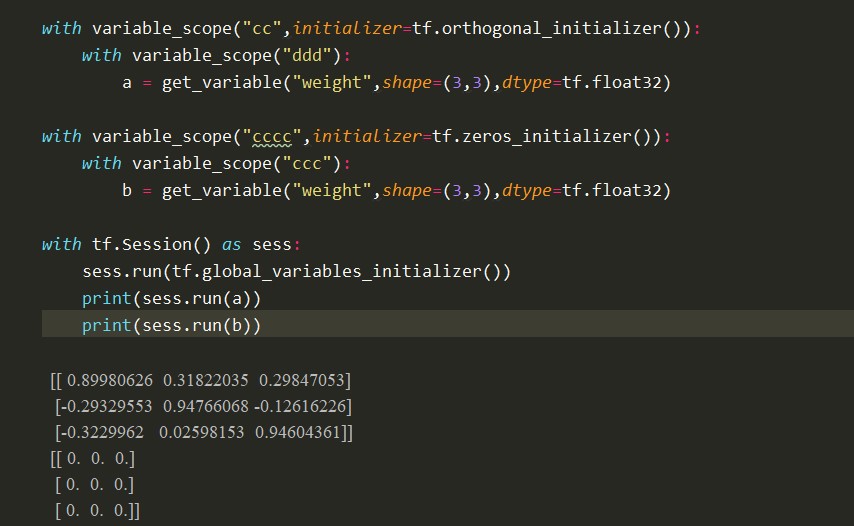 with variable_scope("cc",initializer=tf.orthogonal_initializer()):
    with variable_scope("ddd"):
        a = get_variable("weight",shape=(3,3),dtype=tf.float32)

with variable_scope("cccc",initializer=tf.zeros_initializer()):
    with variable_scope("ccc"):
        b = get_variable("weight",shape=(3,3),dtype=tf.float32)

with tf.Session() as sess:
    sess.run(tf.global_variables_initializer())
    print(sess.run(a))
    print(sess.run(b))

[[ 0.89980626  0.31822035  0.29847053]
 [-0.29329553  0.94766068 -0.12616226]
 [-0.3229962   0.02598153  0.94604361]]
[[ 0.  0.  0.]
 [ 0.  0.  0.]
 [ 0.  0.  0.]]